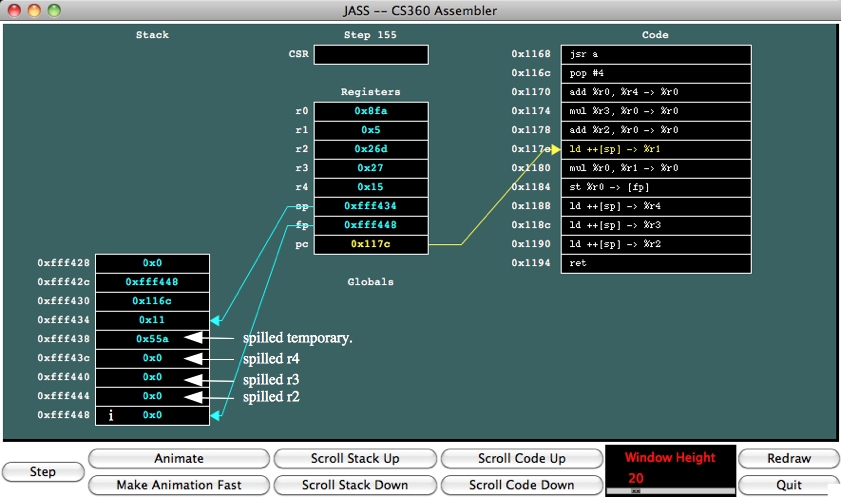 JASS -- CS360 Assembler
Stack
Step 155
Code
CSR
Registers
r0 0x8fa
r1 0x5
r2 0x26d
r3 0x27
r4 0x15
sp 0xfff434
fp 0xfff448
pc 0x117c
Globals
0x1168 jsr a
0x116c pop #4
0x1170 add %r0, %r4 -> %r0
0x1174 mul %r3, %r0 -> %r0
0x1178 add %r2, %r0 -> %r0
0x117c ld ++[sp] -> %r1
0x1180 mul %r0, %r1 -> %r0
0x1184 st %r0 -> [fp]
0x1188 ld ++[sp] -> %r4
0x118c ld ++[sp] -> %r3
0x1190 ld ++[sp] -> %r2
0x1194 ret
0xfff428 0x0
0xfff42c 0xfff448
0xfff430 0x116c
0xfff434 0x11
0xfff438 0x55a spilled temporary.
0xfff43c 0x0 spilled r4
0xfff440 0x0 spilled r3
0xfff444 0x0 spilled r2
0xfff448 i 0x0
Step
Animate
Scroll Stack Up
Scroll Code Up
Window Height
20
Redraw
Make Animation Fast
Scroll Stack Down
Scroll Code Down
Quit